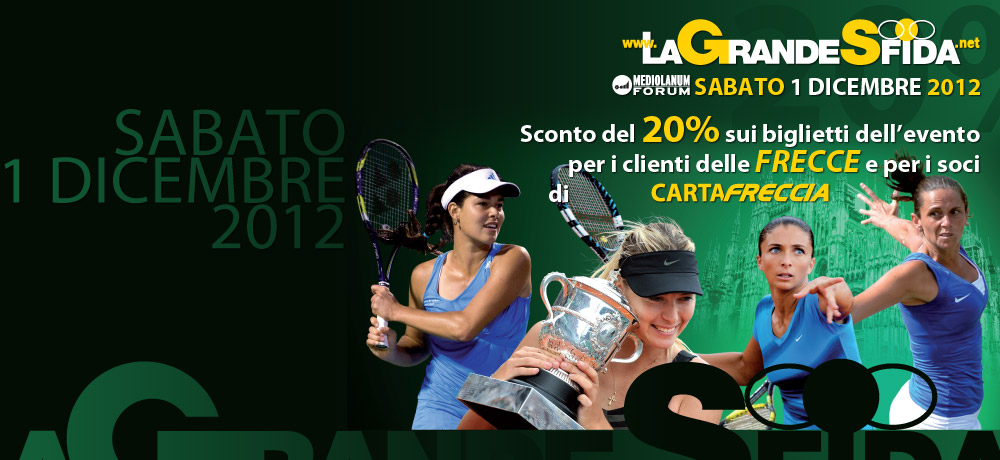 www.LAGRANDESFIDA.net
MEDIOLANUM FORUM SABATO 1 DICEMBRE 2012
Sconto del 20% sui biglietti dell'evento
per i clienti delle FRECCE e per i soci
di CARTAFRECCIA
SABATO
1 DICEMBRE
2012
LAGRANDESFIDA